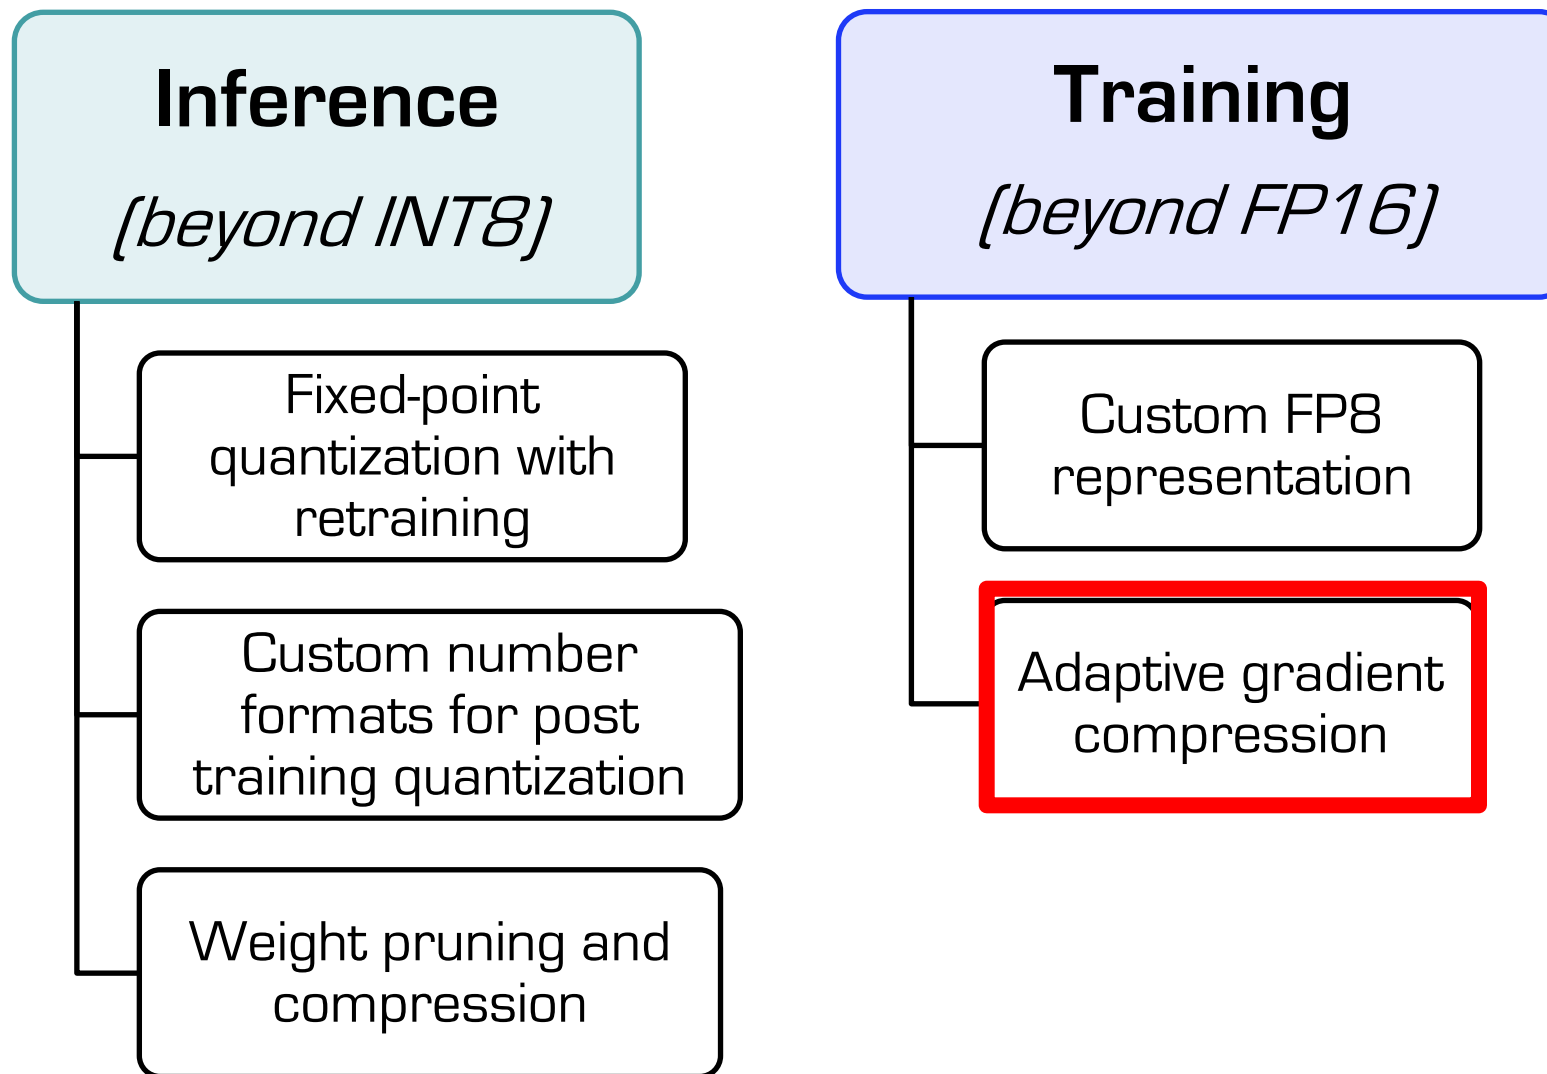 Inference
(beyond INT8)
Fixed-point
quantization with
retraining
Custom number
formats for post
training quantization
Weight pruning and
compression
Training
(beyond FP16)
Custom FP8
representation
Adaptive gradient
compression